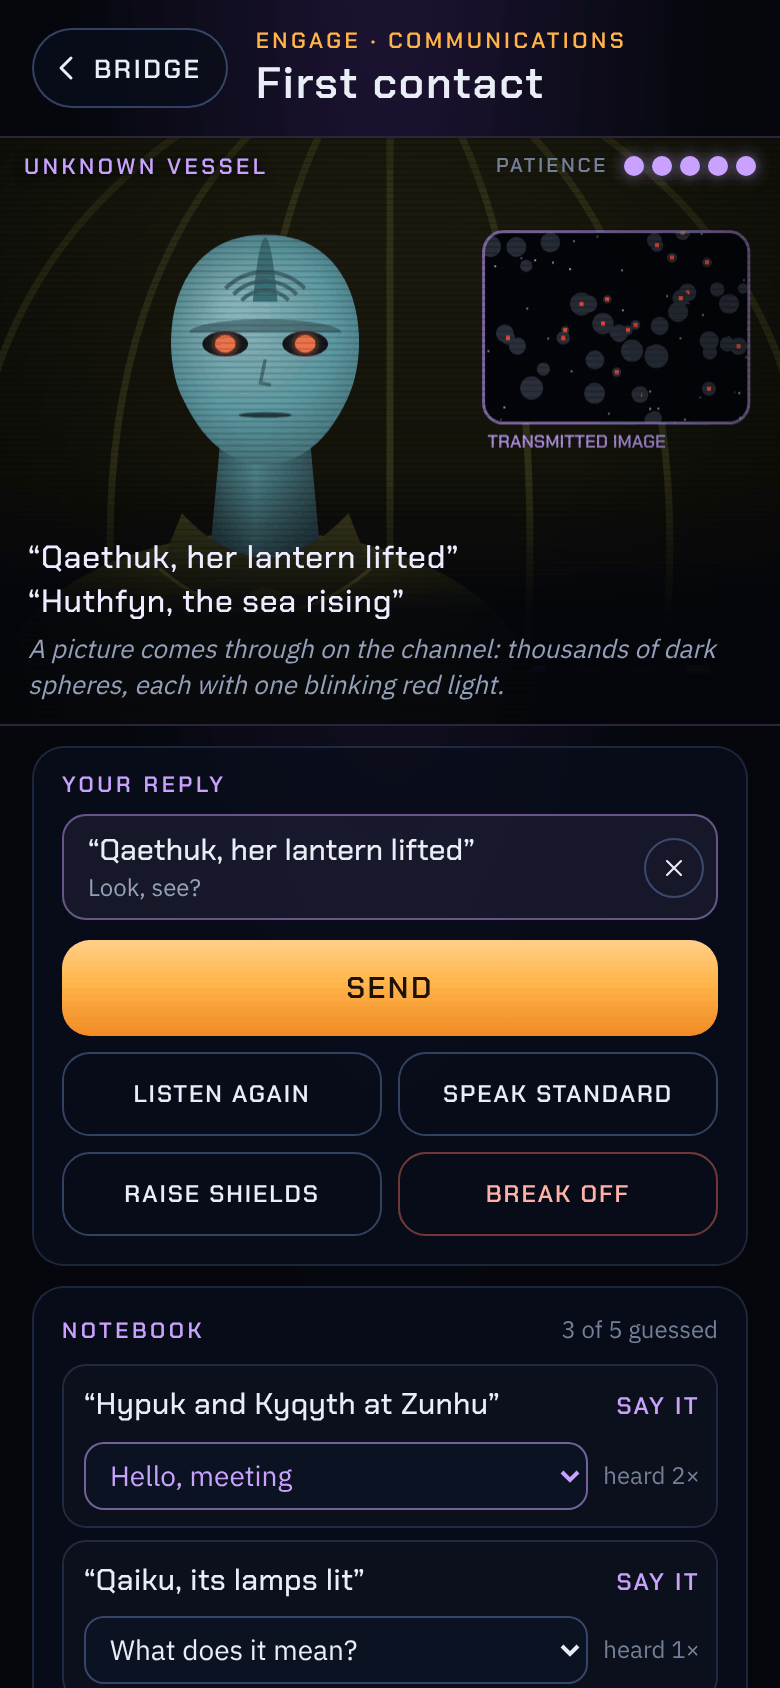 BRIDGE
ENGAGE · COMMUNICATIONS
First contact
UNKNOWN VESSEL
PATIENCE
TRANSMITTED IMAGE
“Qaethuk, her lantern lifted”
“Huthfyn, the sea rising”
A picture comes through on the channel: thousands of dark
spheres, each with one blinking red light.
YOUR REPLY
“Qaethuk, her lantern lifted”
Look, see?
SEND
LISTEN AGAIN
SPEAK STANDARD
RAISE SHIELDS
BREAK OFF
NOTEBOOK
3 of 5 guessed
“Hypuk and Kyqyth at Zunhu”
SAY IT
Hello, meeting
heard 2×
“Qaiku, its lamps lit”
SAY IT
What does it mean?
heard 1×